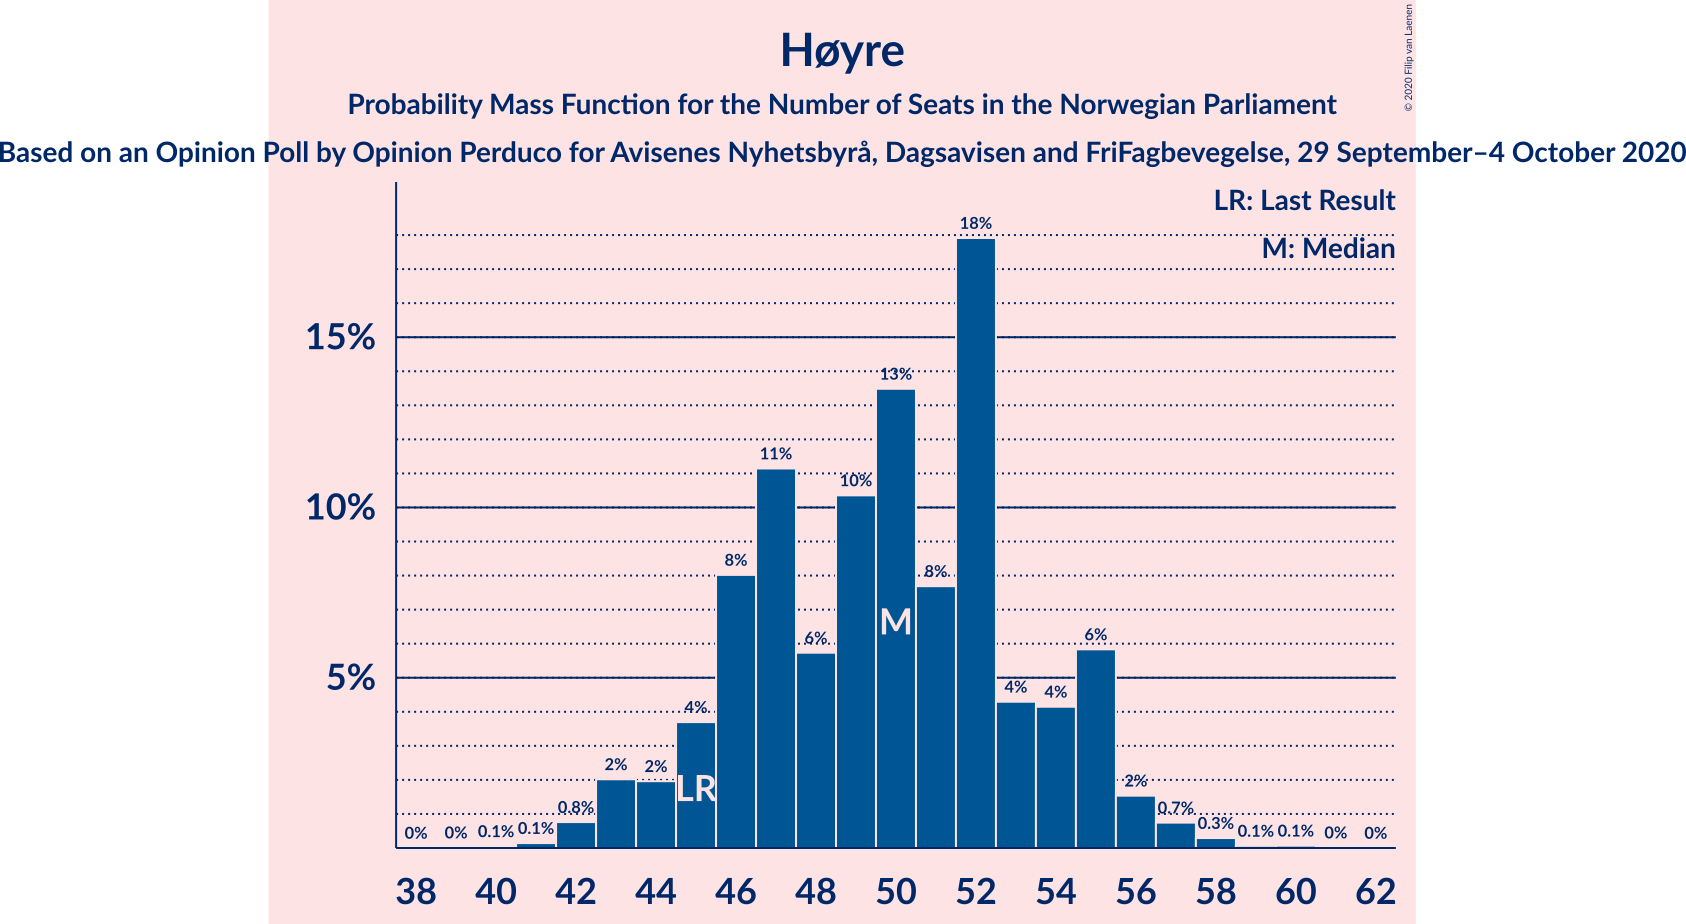 Høyre
Probability Mass Function for the Number of Seats in the Norwegian Parliament
Based on an Opinion Poll by Opinion Perduco for Avisenes Nyhetsbyrå, Dagsavisen and FriFagbevegelse, 29 September–4 October 2020
© 2020 Filip van Laenen
LR: Last Result
M: Median
15%
10%
5%
0% 0% 0.1% 0.1% 0.8% 2% 2% 4% 8% 11% 6% 10% 13% 8% 18% 4% 4% 6% 2% 0.7% 0.3% 0.1% 0.1% 0% 0%
LR M
38 40 42 44 46 48 50 52 54 56 58 60 62